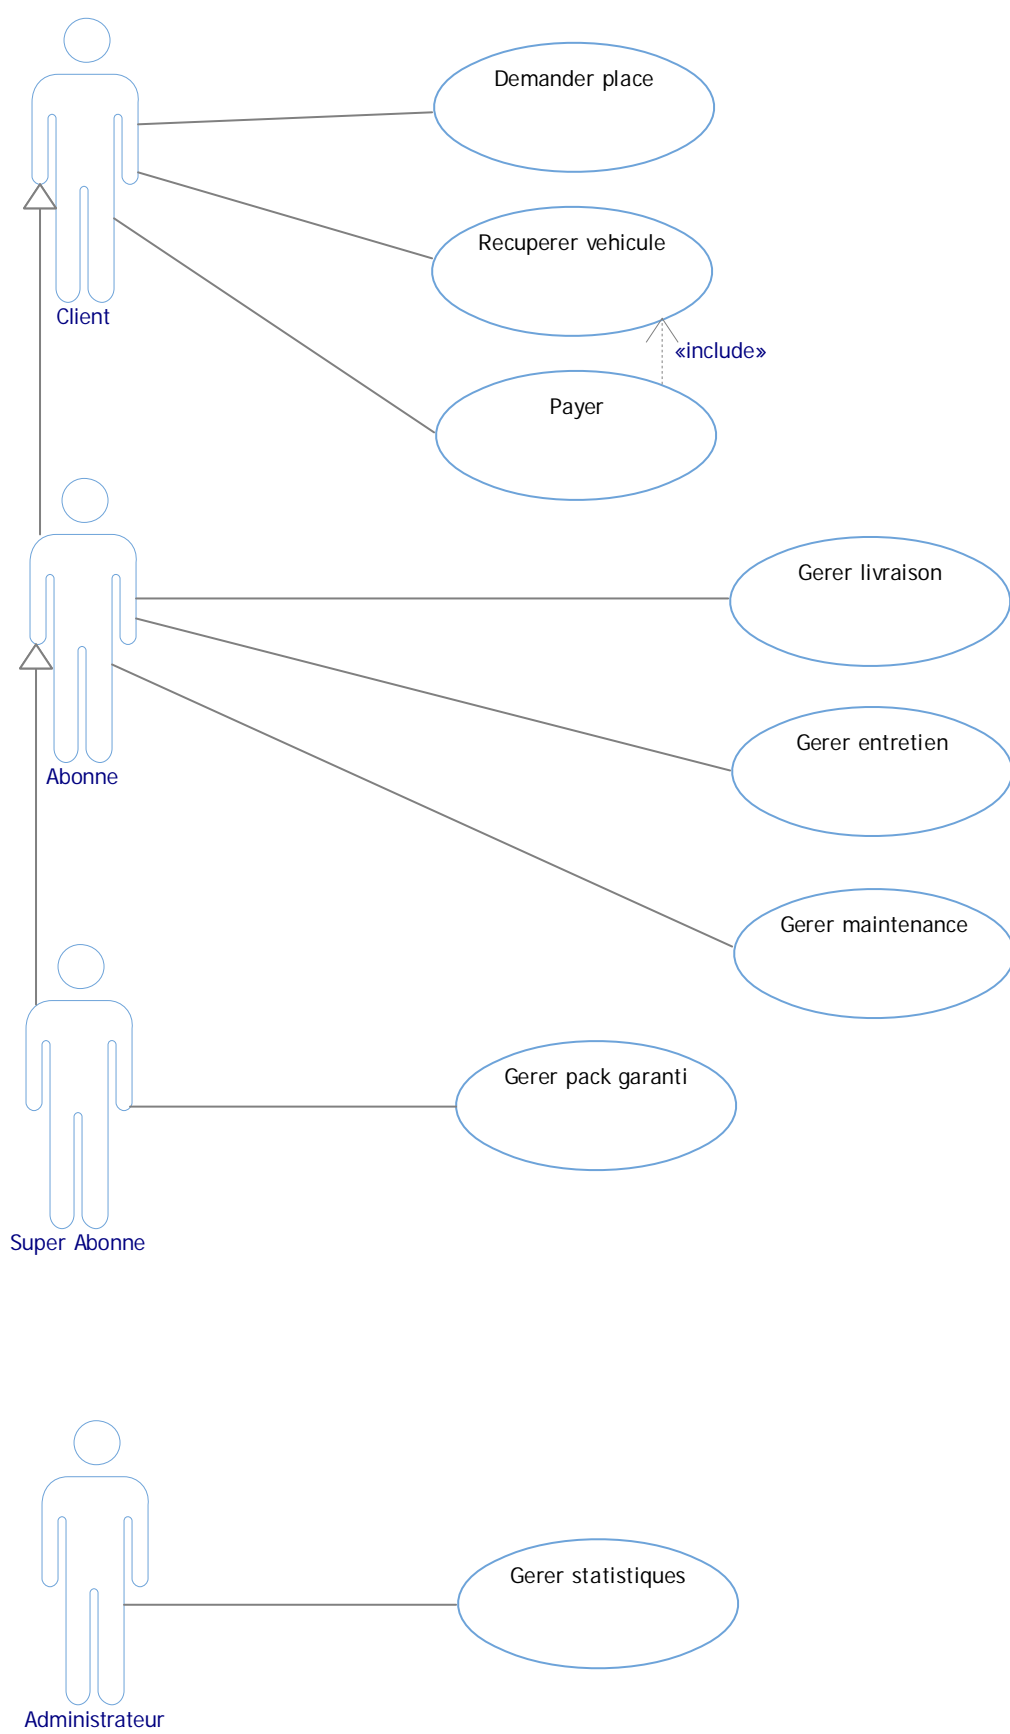 Demander place
Recuperer vehicule
Client
«include»
Payer
Gerer livraison
Gerer entretien
Abonne
Gerer maintenance
Gerer pack garanti
Super Abonne
Gerer statistiques
Administrateur